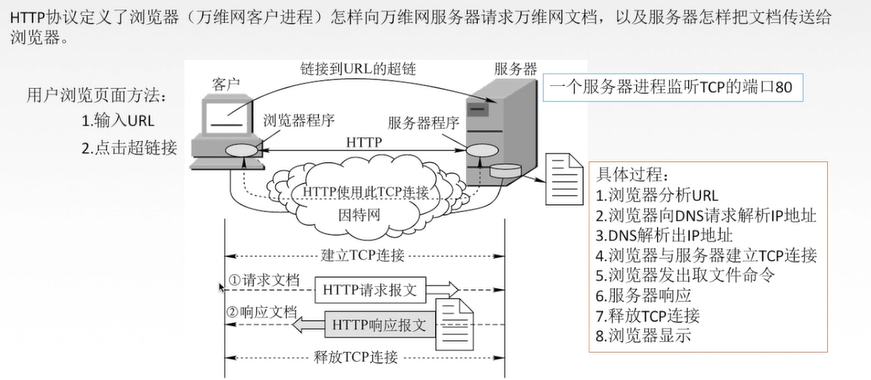 HTTP协议定义了浏览器（万维网客户进程）怎样向万维网服务器请求万维网文档，以及服务器怎样把文档传送给
浏览器。
用户浏览页面方法：
1.输入URL
2.点击超链接
链接到URL的超链
客户
服务器
一个服务器进程监听TCP的端口80
浏览器程序
服务器程序
HTTP
HTTP使用此TCP连接
因特网
建立TCP连接
①请求文档
HTTP请求报文
②响应文档
HTTP响应报文
释放TCP连接
具体过程：
1.浏览器分析URL
2.浏览器向DNS请求解析IP地址
3.DNS解析出IP地址
4.浏览器与服务器建立TCP连接
5.浏览器发出取文件命令
6.服务器响应
7.释放TCP连接
8.浏览器显示